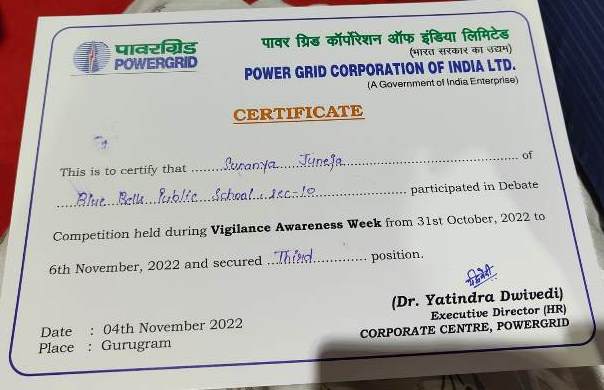 पावरग्रिड
POWERGRID
पावर ग्रिड कॉर्पोरेशन ऑफ इंडिया लिमिटेड
(भारत सरकार का उद्यम)
POWER GRID CORPORATION OF INDIA LTD.
(A Government of India Enterprise)
CERTIFICATE
This is to certify that Suranya Juneja of
Blue Bells Public School, sec-10 participated in Debate
Competition held during Vigilance Awareness Week from 31st October, 2022 to
6th November, 2022 and secured Third position.
(Dr. Yatindra Dwivedi)
Executive Director (HR)
CORPORATE CENTRE, POWERGRID
Date : 04th November 2022
Place : Gurugram